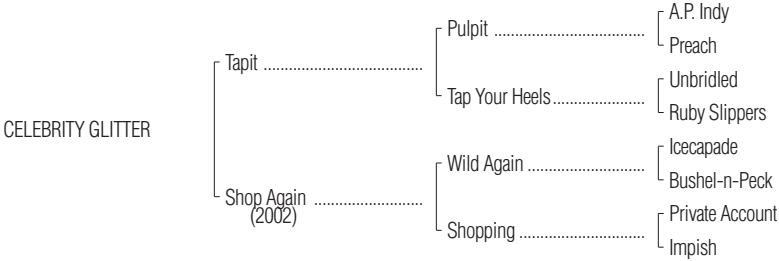 A.P. Indy
Pulpit ..........................................
Preach
Tapit ............................................
Unbridled
Tap Your Heels .........................
Ruby Slippers
CELEBRITY GLITTER
Icecapade
Wild Again ................................
Bushel-n-Peck
Shop Again ..............................
(2002)
Private Account
Shopping ..................................
Impish